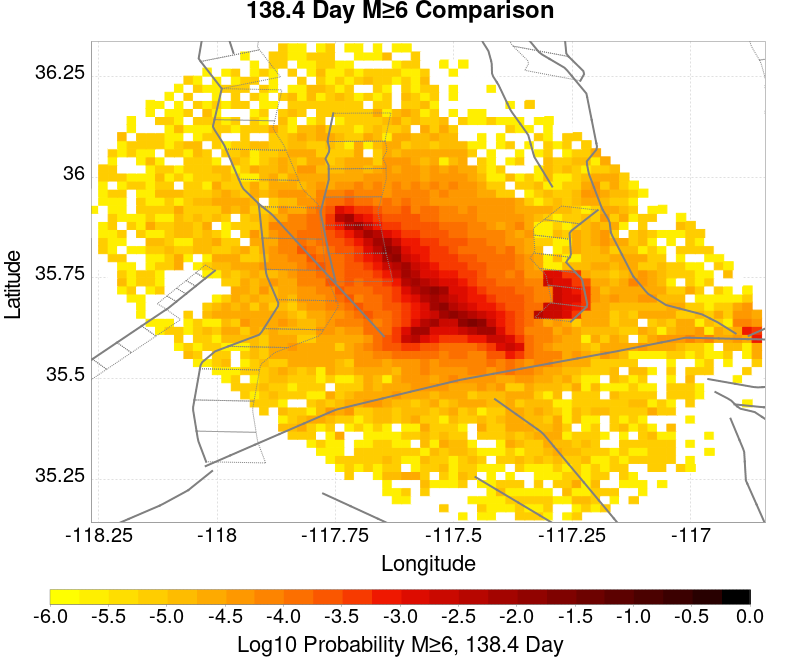 138.4 Day M≥6 Comparison
36.25
36
35.75
35.5
35.25
Latitude
-118.25 -118 -117.75 -117.5 -117.25 -117
Longitude
-6.0 -5.5 -5.0 -4.5 -4.0 -3.5 -3.0 -2.5 -2.0 -1.5 -1.0 -0.5 0.0
Log10 Probability M≥6, 138.4 Day